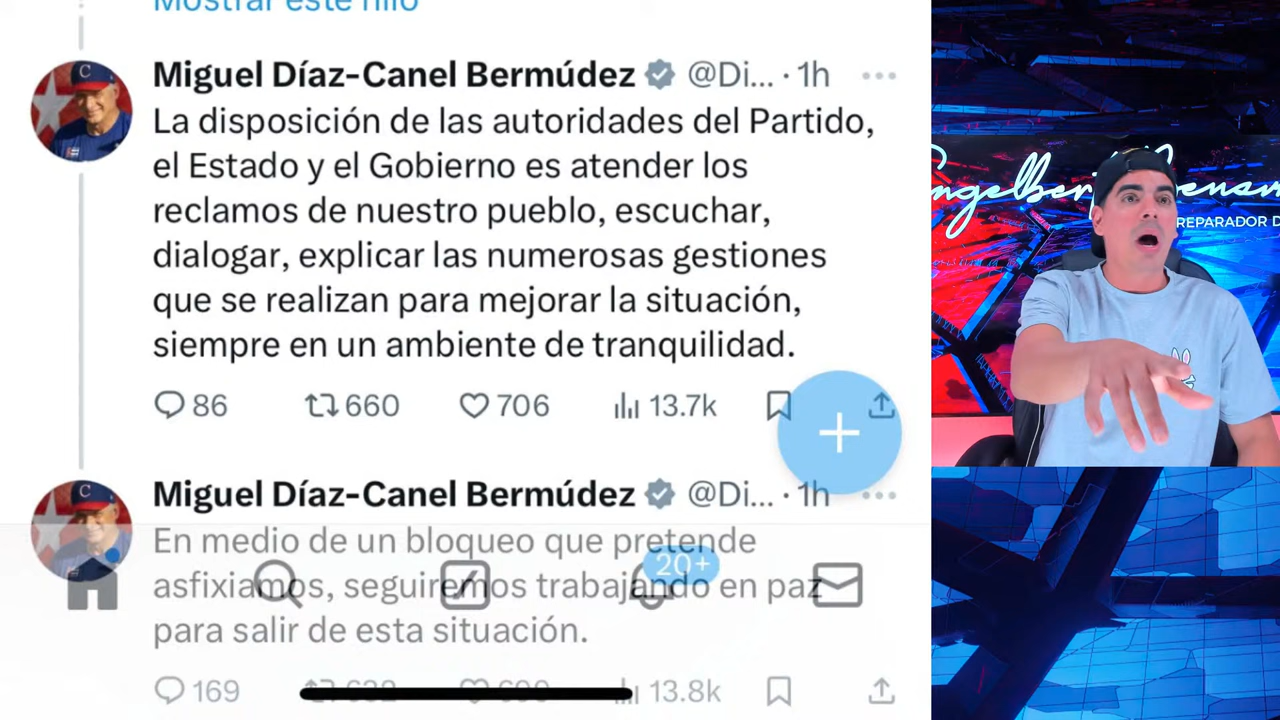 Mostrar este hilo
Miguel Díaz-Canel Bermúdez @Di... · 1h
La disposición de las autoridades del Partido,
el Estado y el Gobierno es atender los
reclamos de nuestro pueblo, escuchar,
dialogar, explicar las numerosas gestiones
que se realizan para mejorar la situación,
siempre en un ambiente de tranquilidad.
86 660 706 13.7k
Miguel Díaz-Canel Bermúdez @Di... · 1h
En medio de un bloqueo que pretende
asfixiarnos, seguiremos trabajando en paz
para salir de esta situación.
20+
169 13.8k
C
C
REPARADOR D